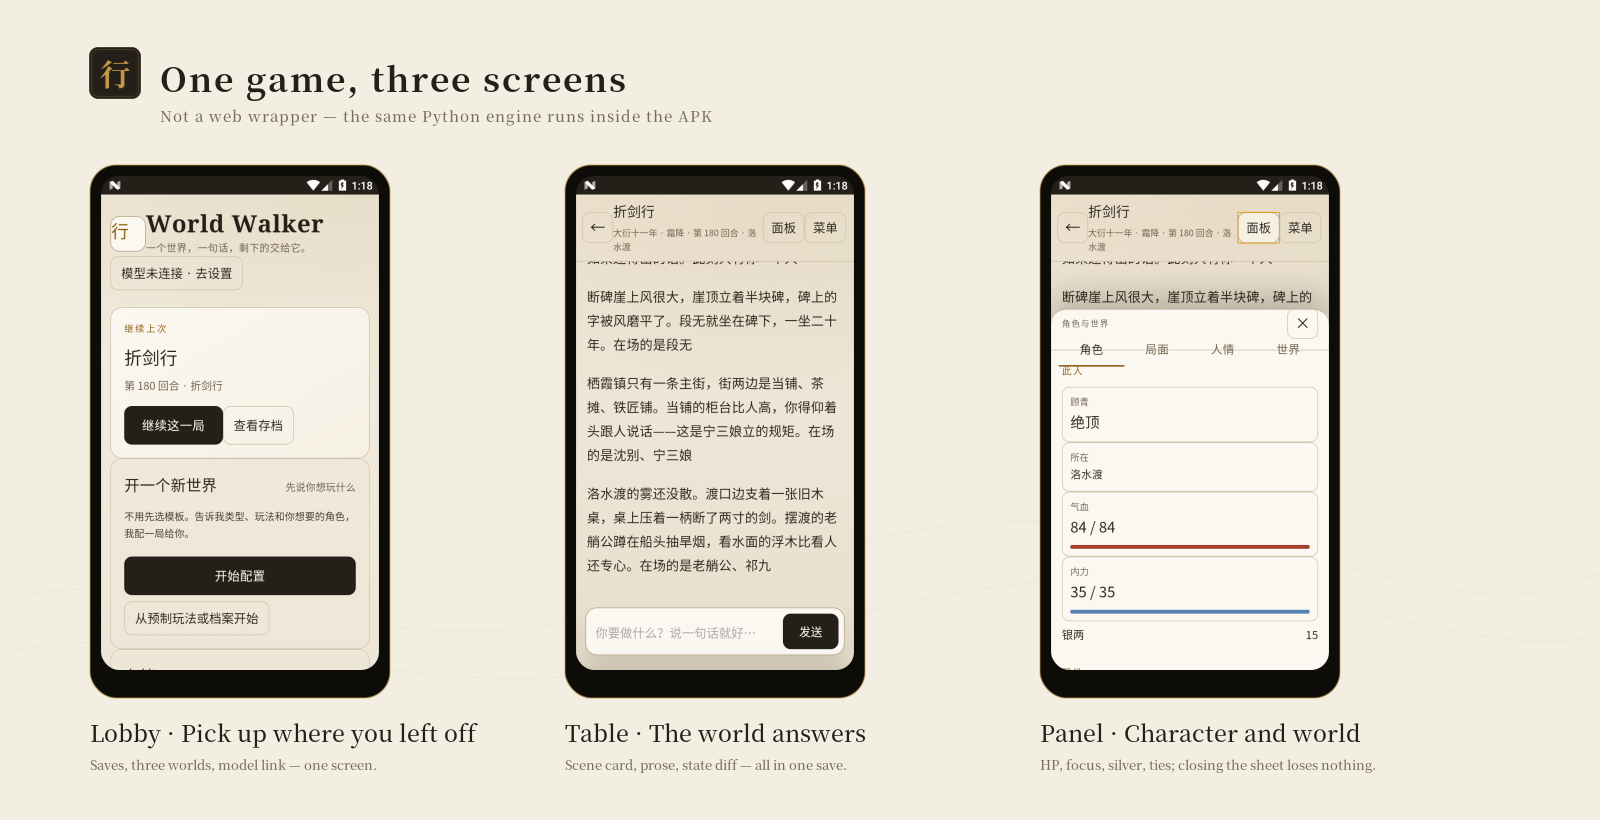 行
One game, three screens
Not a web wrapper — the same Python engine runs inside the APK
1:18
行
World Walker
一个世界，一句话，剩下的交给它。
模型未连接 · 去设置
继续上次
折剑行
第 180 回合 · 折剑行
继续这一局
查看存档
开一个新世界
先说你想玩什么
不用先选模板。告诉我类型、玩法和你想要的角色，
我配一局给你。
开始配置
从预制玩法或档案开始
Lobby · Pick up where you left off
Saves, three worlds, model link — one screen.
1:18
←
折剑行
大衍十一年 · 霜降 · 第 180 回合 · 洛
水渡
面板
菜单
断碑崖上风很大，崖顶立着半块碑，碑上的
字被风磨平了。段无就坐在碑下，一坐二十
年。在场的是段无
栖霞镇只有一条主街，街两边是当铺、茶
摊、铁匠铺。当铺的柜台比人高，你得仰着
头跟人说话——这是宁三娘立的规矩。在场
的是沈别、宁三娘
洛水渡的雾还没散。渡口边支着一张旧木
桌，桌上压着一柄断了两寸的剑。摆渡的老
艄公蹲在船头抽旱烟，看水面的浮木比看人
还专心。在场的是老艄公、祁九
你要做什么？说一句话就好…
发送
Table · The world answers
Scene card, prose, state diff — all in one save.
1:18
←
折剑行
大衍十一年 · 霜降 · 第 180 回合 · 洛
水渡
面板
菜单
断碑崖上风很大，崖顶立着半块碑，碑上的
角色与世界
×
角色
局面
人情
世界
此人
顾青
绝顶
所在
洛水渡
气血
84 / 84
内力
35 / 35
银两
15
Panel · Character and world
HP, focus, silver, ties; closing the sheet loses nothing.